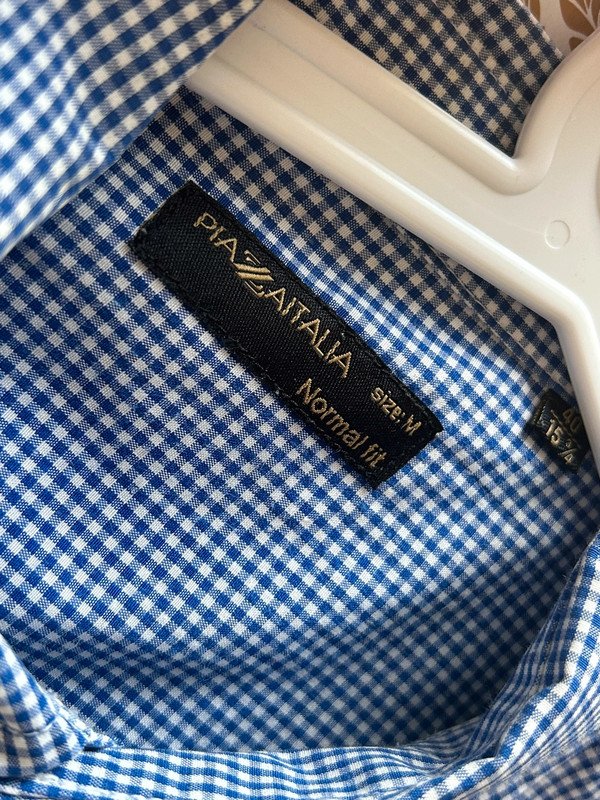 PIAZZAITALIA
size: M
Normal fit
40
15 ¾